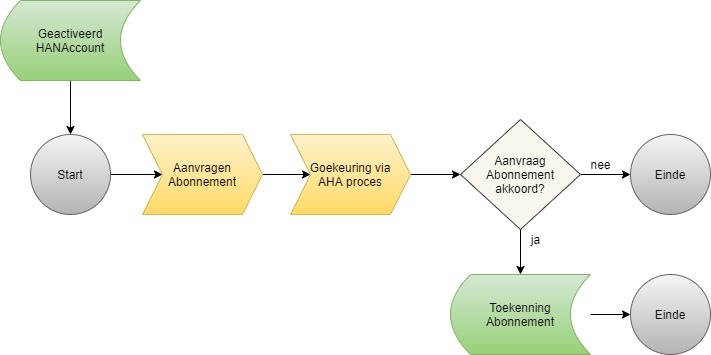 Geactiveerd
HANAccount
Start
Aanvragen
Abonnement
Goekeuring via
AHA proces
Aanvraag
Abonnement
akkoord?
nee
Einde
ja
Toekenning
Abonnement
Einde